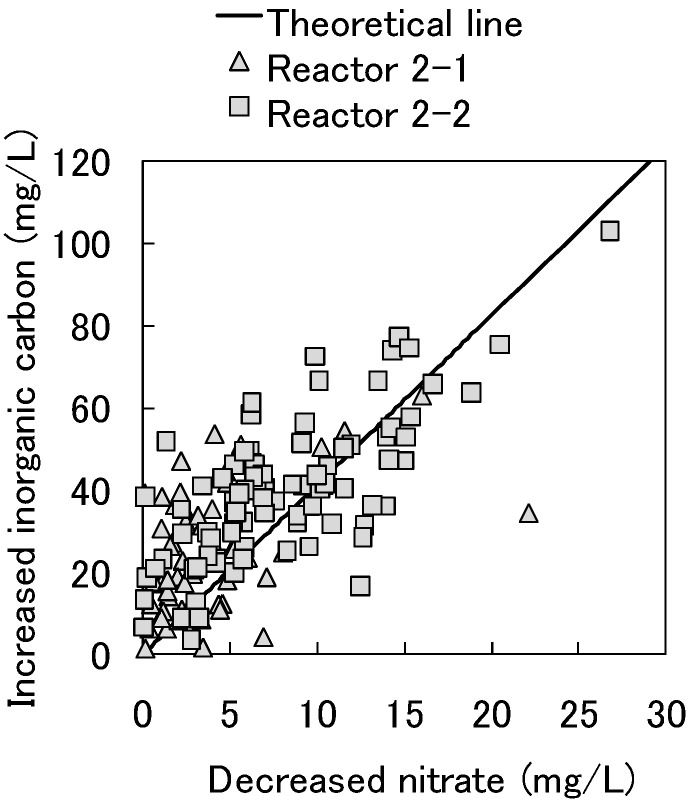 Theoretical line
Reactor 2-1
Reactor 2-2
Increased inorganic carbon (mg/L)
120
100
80
60
40
20
0
0 5 10 15 20 25 30
Decreased nitrate (mg/L)